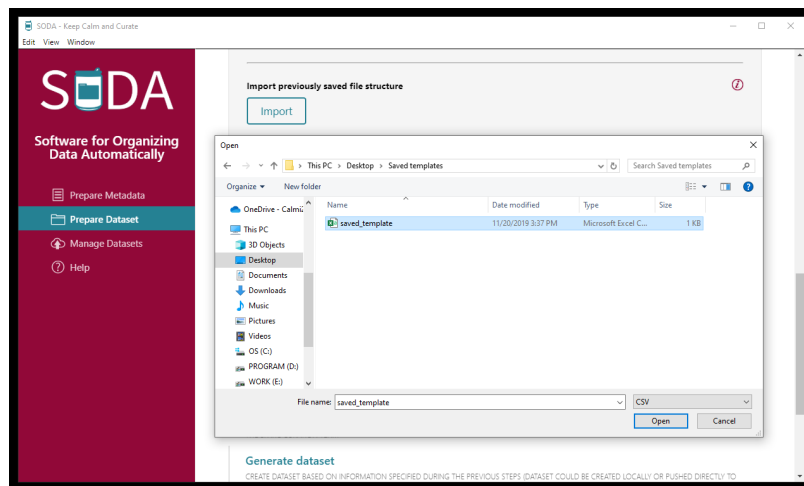 SODA - Keep Calm and Curate
Edit View Window
SODA
Software for Organizing
Data Automatically
Prepare Metadata
Prepare Dataset
Manage Datasets
Help
Import previously saved file structure
Import
Open
This PC > Desktop > Saved templates
Search Saved templates
Organize New folder
Name Date modified Type Size
saved_template 11/20/2019 3:37 PM Microsoft Excel C... 1 KB
OneDrive - Calmi
This PC
3D Objects
Desktop
Documents
Downloads
Music
Pictures
Videos
OS (C:)
PROGRAM (D:)
WORK (E:)
File name: saved_template CSV
Open Cancel
Generate dataset
CREATE DATASET BASED ON INFORMATION SPECIFIED DURING THE PREVIOUS STEPS (DATASET COULD BE CREATED LOCALLY OR PUSHED DIRECTLY TO